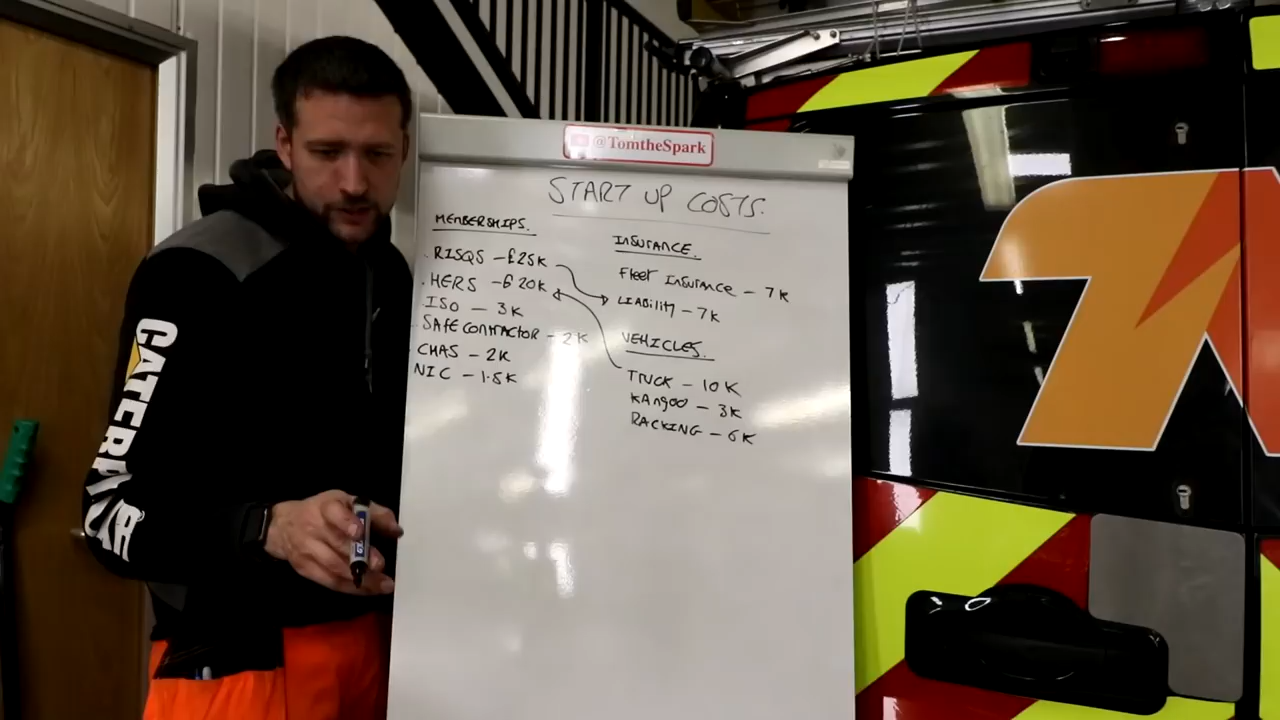 @TomtheSpark
START UP COSTS.
MEMBERSHIPS.
RISQS - £25K
HERS - £20K
ISO - 3K
SAFE CONTRACTOR - 2K
CHAS - 2K
NIC - 1.5K
INSURANCE.
Fleet Insurance - 7K
LIABILITY - 7K
VEHICLES.
TRUCK - 10K
KANGOO - 3K
RACKING - 6K
CATERPILLAR